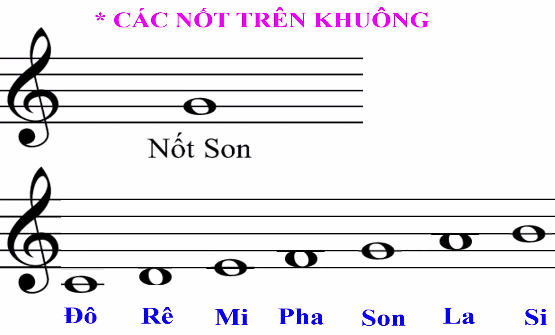 * CÁC NỐT TRÊN KHUÔNG
Nốt Son
Đô Rê Mi Pha Son La Si